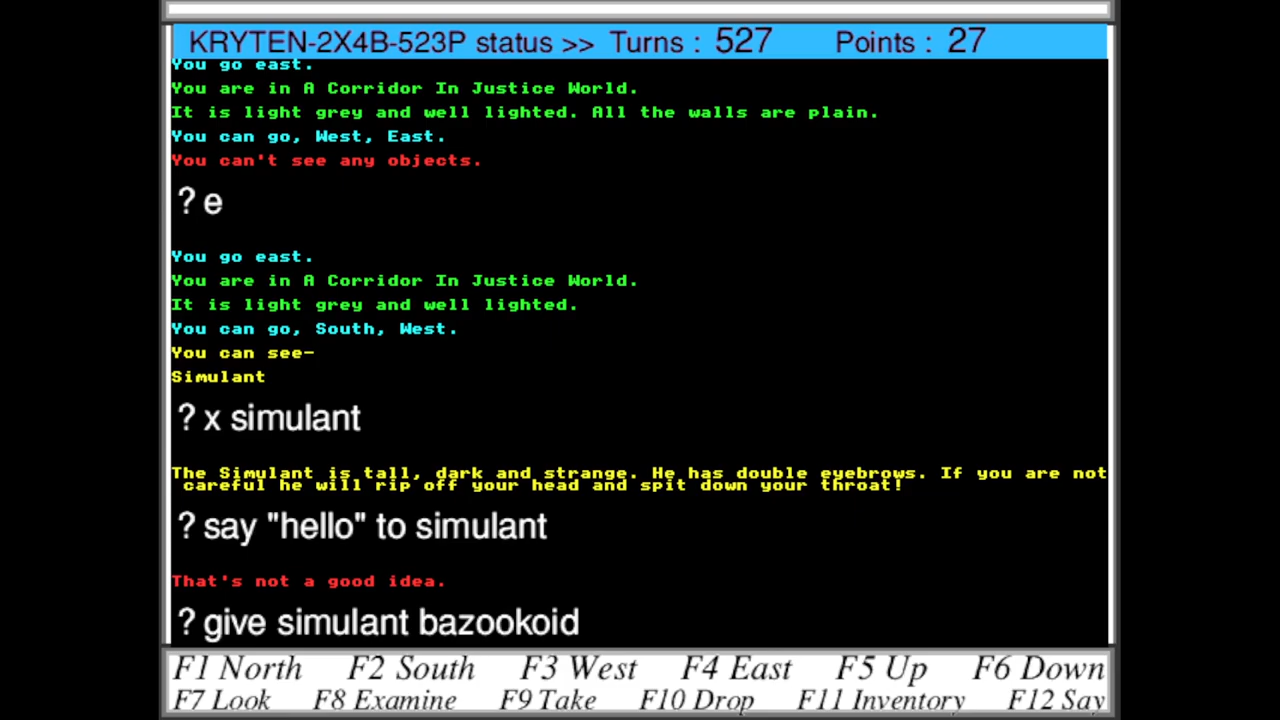 KRYTEN-2X4B-523P status >> Turns : 527 Points : 27
You go east.
You are in A Corridor In Justice World.
It is light grey and well lighted. All the walls are plain.
You can go, West, East.
You can't see any objects.
? e
You go east.
You are in A Corridor In Justice World.
It is light grey and well lighted.
You can go, South, West.
You can see-
Simulant
? x simulant
The Simulant is tall, dark and strange. He has double eyebrows. If you are not
careful he will rip off your head and spit down your throat!
? say "hello" to simulant
That's not a good idea.
? give simulant bazookoid
F1 North F2 South F3 West F4 East F5 Up F6 Down
F7 Look F8 Examine F9 Take F10 Drop F11 Inventory F12 Say